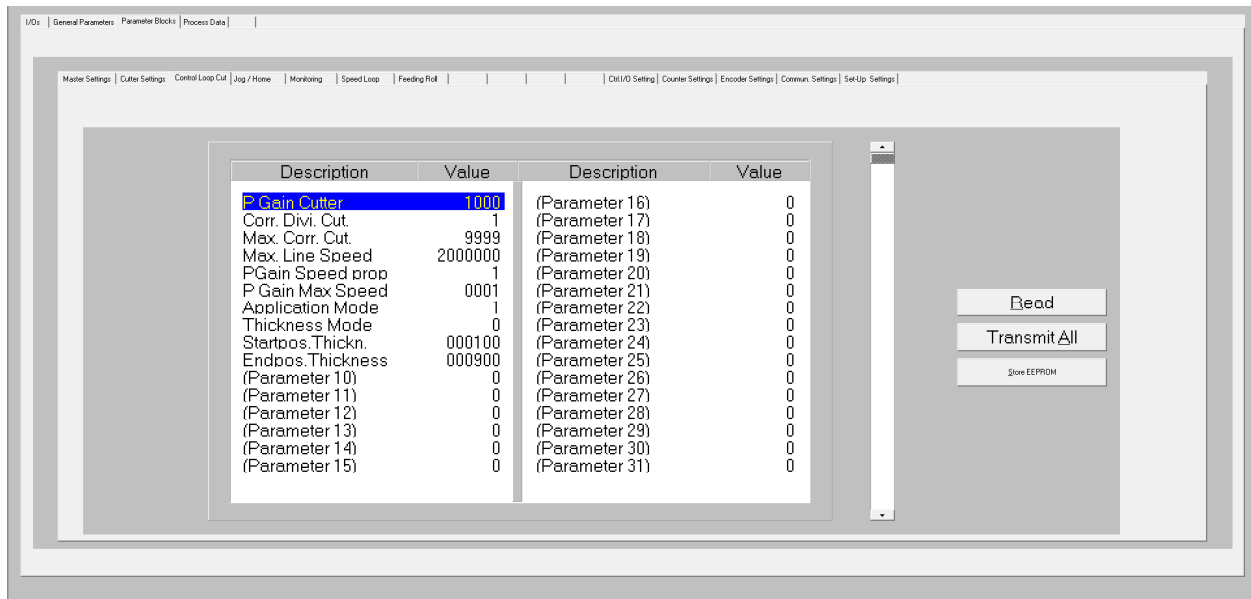 I/Os General Parameters Parameter Blocks Process Data
Master Settings Cutter Settings Control Loop Cut Jog / Home Monitoring Speed Loop Feeding Roll Ctrl.I/O Setting Counter Settings Encoder Settings Commun. Settings Set-Up Settings
Description Value Description Value
P Gain Cutter 1000 (Parameter 16) 0
Corr. Divi. Cut. 1 (Parameter 17) 0
Max. Corr. Cut. 9999 (Parameter 18) 0
Max. Line Speed 2000000 (Parameter 19) 0
PGain Speed prop 1 (Parameter 20) 0
P Gain Max Speed 0001 (Parameter 21) 0
Application Mode 1 (Parameter 22) 0
Thickness Mode 0 (Parameter 23) 0
Startpos.Thickn. 000100 (Parameter 24) 0
Endpos.Thickness 000900 (Parameter 25) 0
(Parameter 10) 0 (Parameter 26) 0
(Parameter 11) 0 (Parameter 27) 0
(Parameter 12) 0 (Parameter 28) 0
(Parameter 13) 0 (Parameter 29) 0
(Parameter 14) 0 (Parameter 30) 0
(Parameter 15) 0 (Parameter 31) 0
Read
Transmit All
Store EEPROM